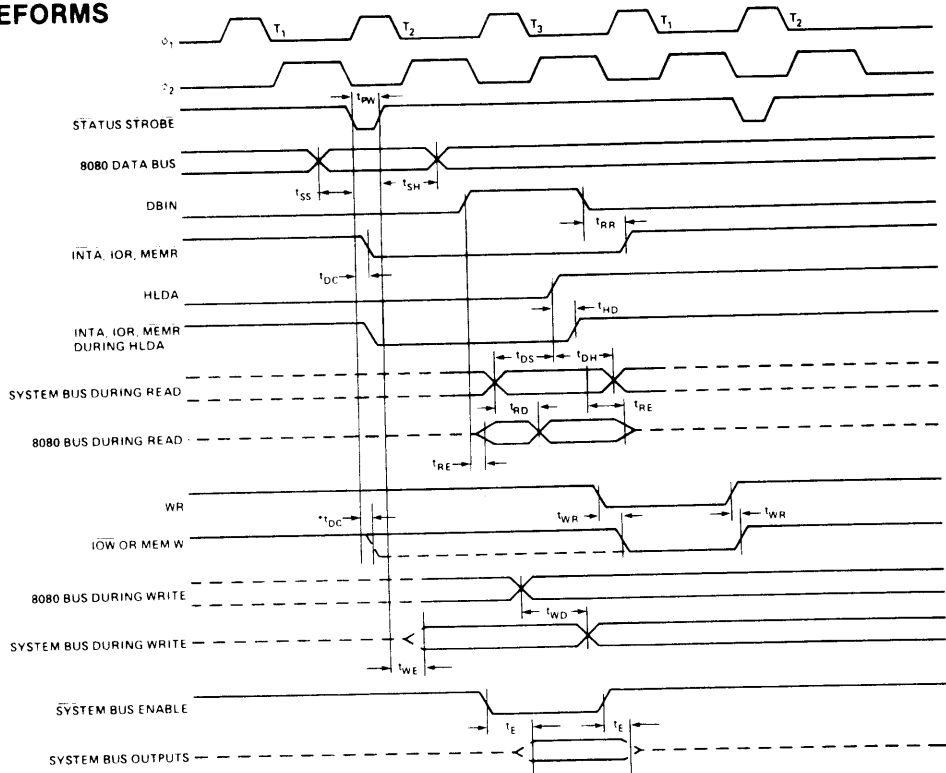 EFORMS
T1 T2 T3 T1 T2
ϕ1
ϕ2
tPW
STATUS STROBE
8080 DATA BUS
tSS tSH
DBIN
tRR
INTA, IOR, MEMR
tDC
HLDA
tHD
INTA, IOR, MEMR
DURING HLDA
tDS tDH
SYSTEM BUS DURING READ
tRD tRE
8080 BUS DURING READ
tRE
WR
*tDC tWR tWR
IOW OR MEM W
8080 BUS DURING WRITE
tWD
SYSTEM BUS DURING WRITE
tWE
SYSTEM BUS ENABLE
tE tE
SYSTEM BUS OUTPUTS